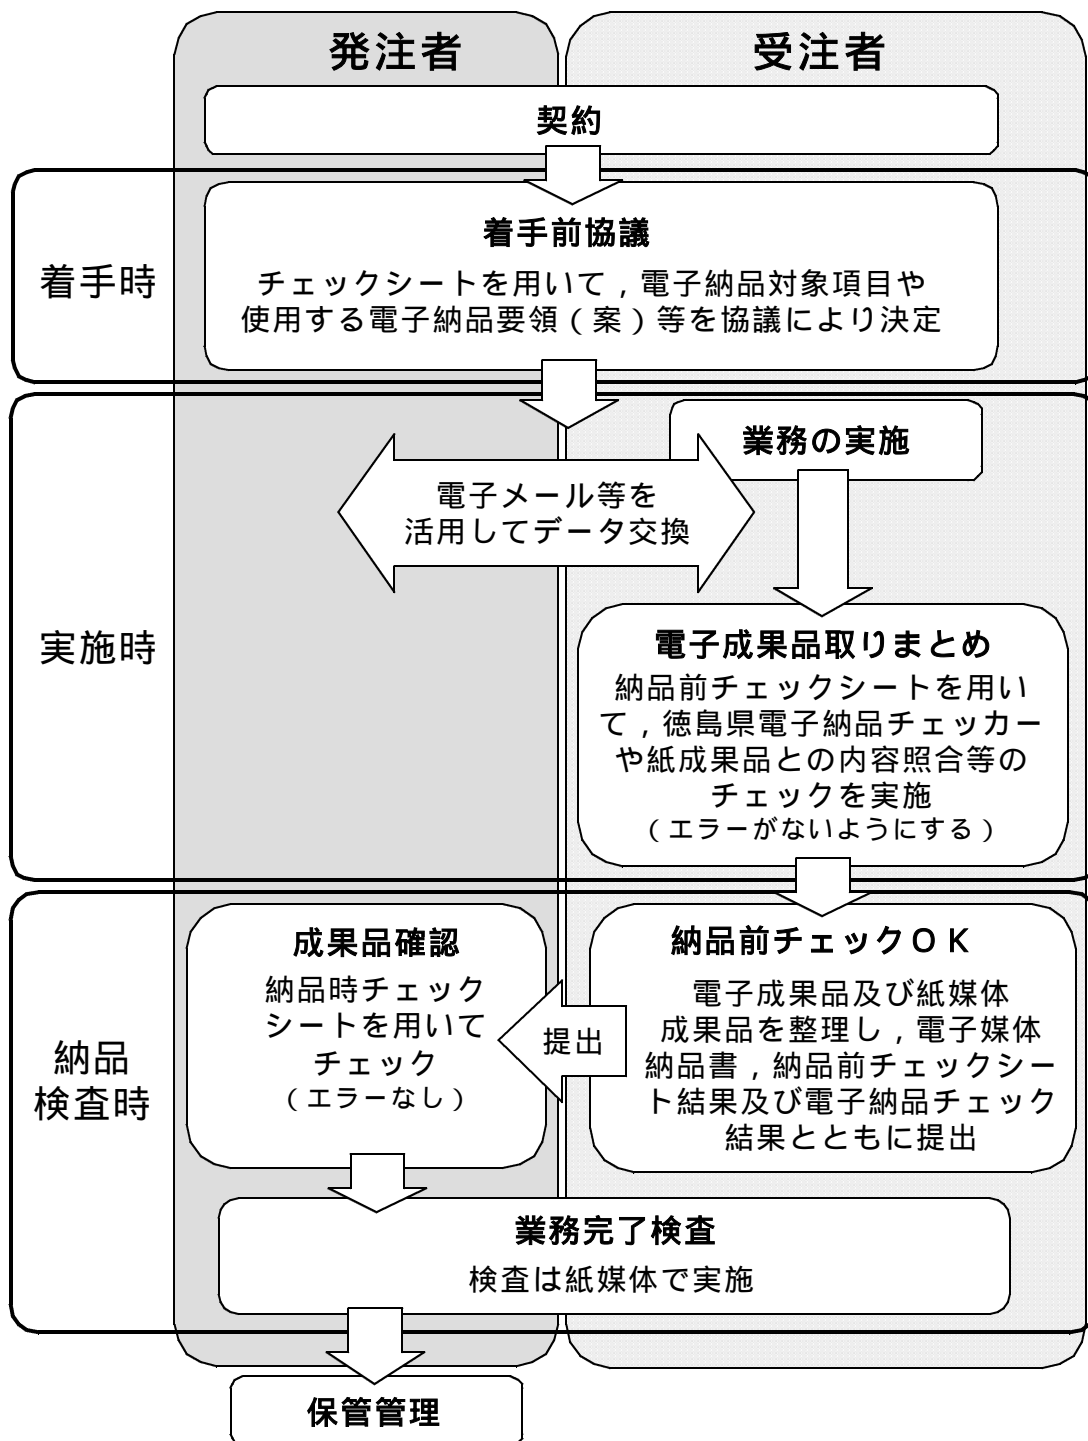 発注者
受注者
契約
着手時
着手前協議
チェックシートを用いて，電子納品対象項目や
使用する電子納品要領（案）等を協議により決定
実施時
業務の実施
電子メール等を
活用してデータ交換
電子成果品取りまとめ
納品前チェックシートを用い
て，徳島県電子納品チェッカー
や紙成果品との内容照合等の
チェックを実施
（エラーがないようにする）
納品
検査時
成果品確認
納品時チェック
シートを用いて
チェック
（エラーなし）
提出
納品前チェックＯＫ
電子成果品及び紙媒体
成果品を整理し，電子媒体
納品書，納品前チェックシー
ト結果及び電子納品チェック
結果とともに提出
業務完了検査
検査は紙媒体で実施
保管管理